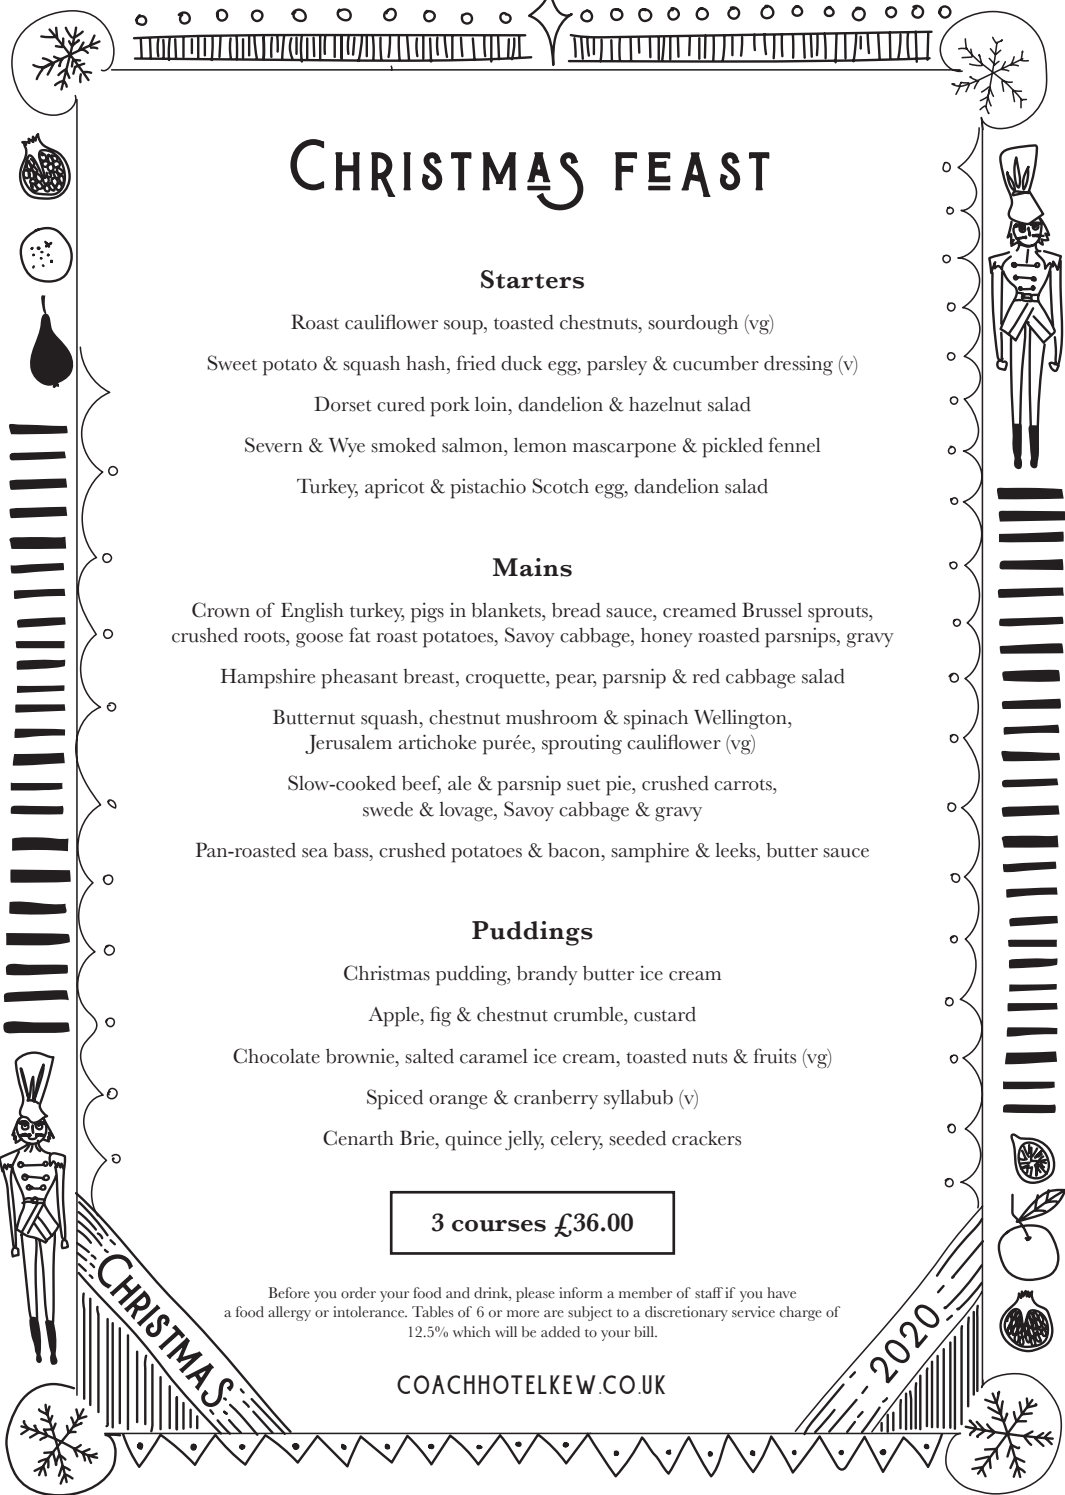 Christmas feast
Starters
Roast cauliflower soup, toasted chestnuts, sourdough (vg)
Sweet potato & squash hash, fried duck egg, parsley & cucumber dressing (v)
Dorset cured pork loin, dandelion & hazelnut salad
Severn & Wye smoked salmon, lemon mascarpone & pickled fennel
Turkey, apricot & pistachio Scotch egg, dandelion salad
Mains
Crown of English turkey, pigs in blankets, bread sauce, creamed Brussel sprouts,
crushed roots, goose fat roast potatoes, Savoy cabbage, honey roasted parsnips, gravy
Hampshire pheasant breast, croquette, pear, parsnip & red cabbage salad
Butternut squash, chestnut mushroom & spinach Wellington,
Jerusalem artichoke purée, sprouting cauliflower (vg)
Slow-cooked beef, ale & parsnip suet pie, crushed carrots,
swede & lovage, Savoy cabbage & gravy
Pan-roasted sea bass, crushed potatoes & bacon, samphire & leeks, butter sauce
Puddings
Christmas pudding, brandy butter ice cream
Apple, fig & chestnut crumble, custard
Chocolate brownie, salted caramel ice cream, toasted nuts & fruits (vg)
Spiced orange & cranberry syllabub (v)
Cenarth Brie, quince jelly, celery, seeded crackers
3 courses £36.00
Before you order your food and drink, please inform a member of staff if you have
a food allergy or intolerance. Tables of 6 or more are subject to a discretionary service charge of
12.5% which will be added to your bill.
Christmas
2020
COACHHOTELKEW.CO.UK